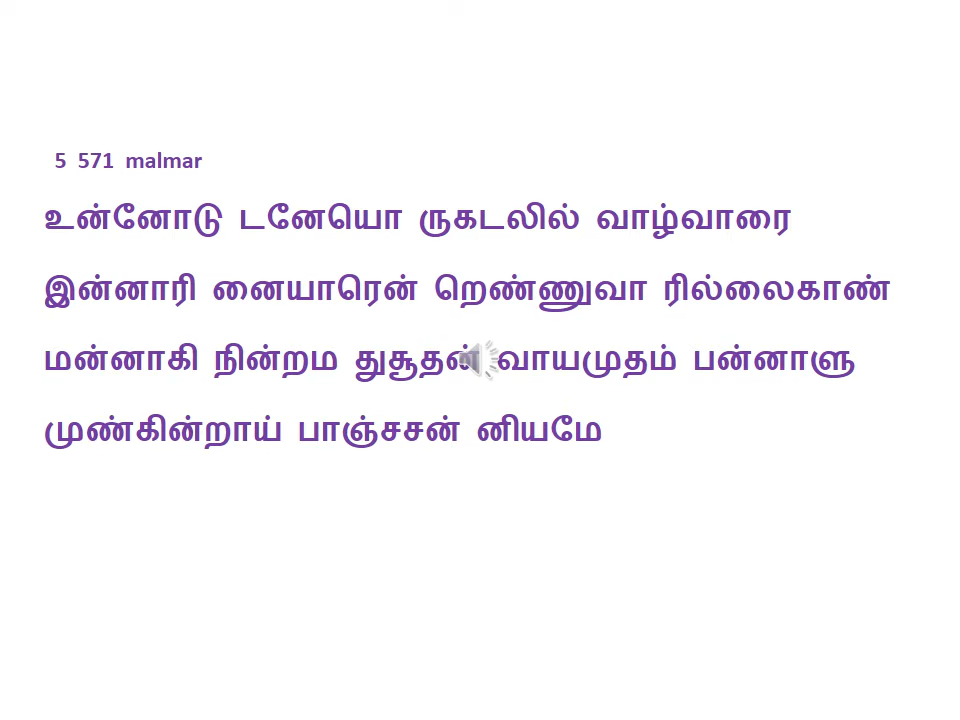 5 571 malmar
உன்னோடு டனேயொ ருகடலில் வாழ்வாரை
இன்னாரி னையாரென் றெண்ணுவா ரில்லைகாண்
மன்னாகி நின்றம துசூதன் வாயமுதம் பன்னாளு
முண்கின்றாய் பாஞ்சசன் னியமே